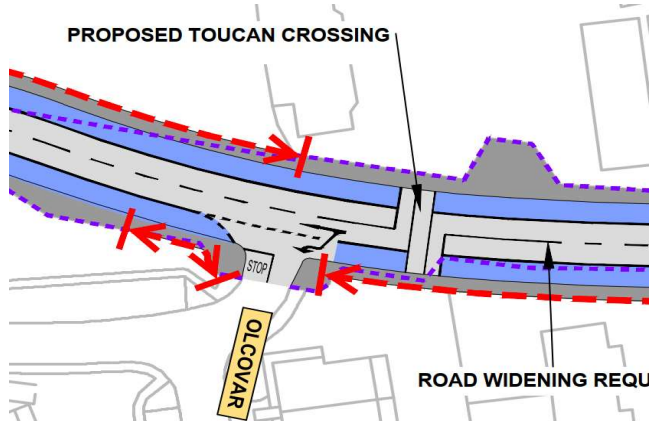 PROPOSED TOUCAN CROSSING
STOP
OLCOVAR
ROAD WIDENING REQU